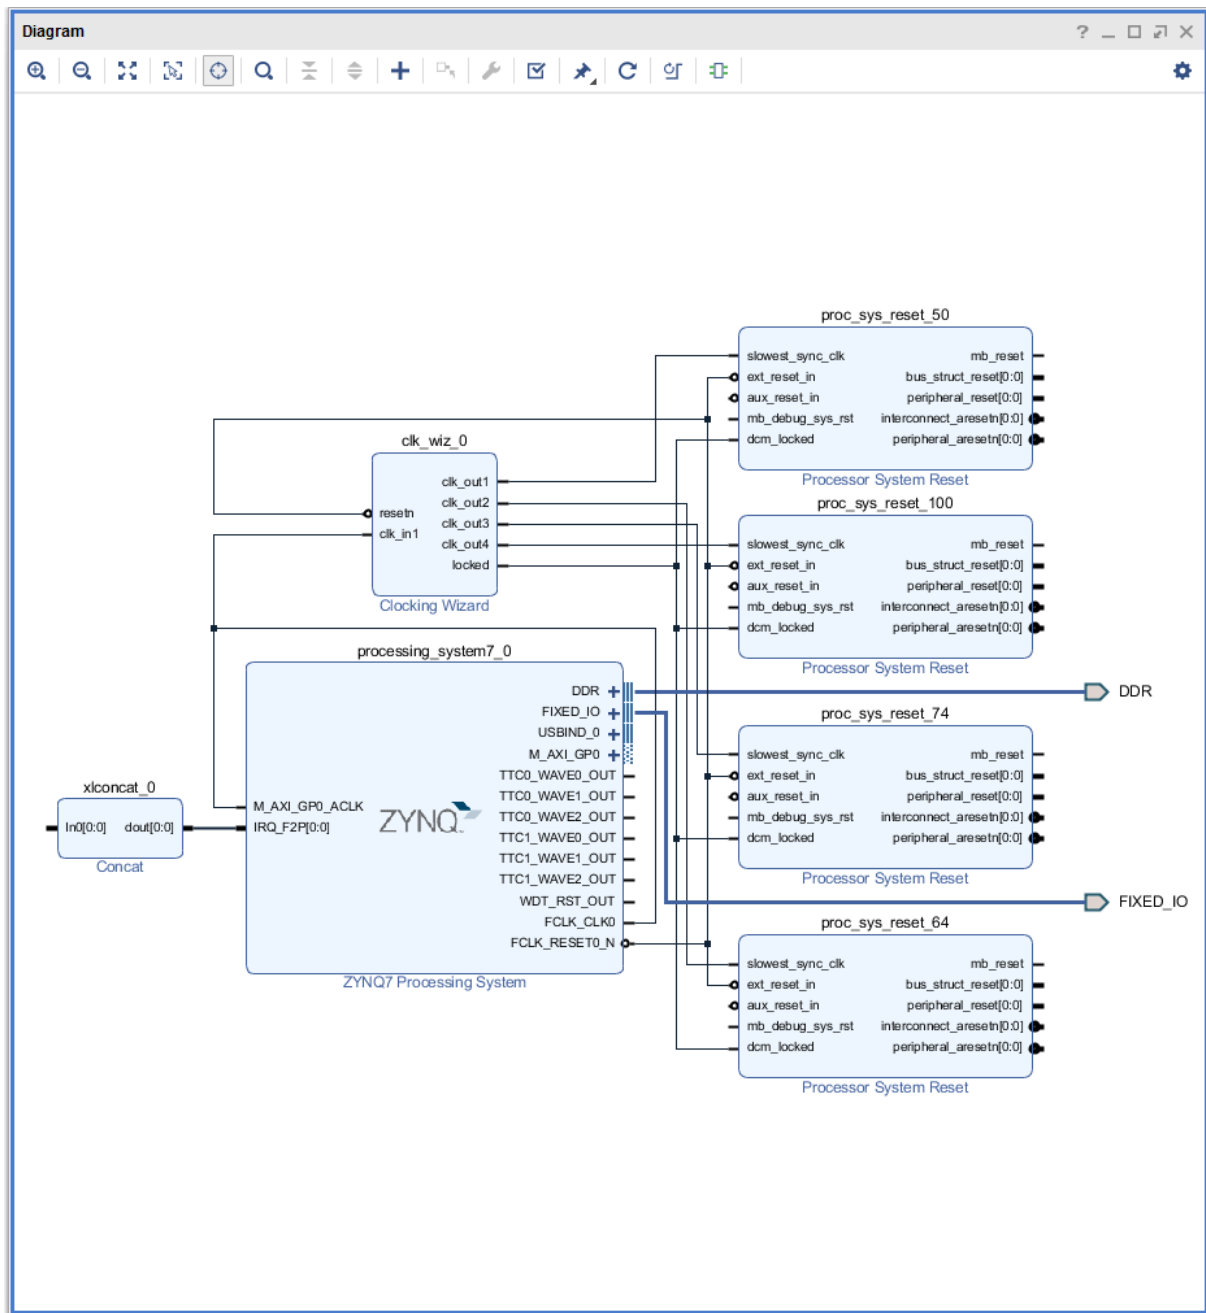 Diagram
proc_sys_reset_50
slowest_sync_clk mb_reset
ext_reset_in bus_struct_reset[0:0]
aux_reset_in peripheral_reset[0:0]
mb_debug_sys_rst interconnect_aresetn[0:0]
dcm_locked peripheral_aresetn[0:0]
Processor System Reset
clk_wiz_0
clk_out1
clk_out2
resetn
clk_out3
clk_in1
clk_out4
locked
Clocking Wizard
proc_sys_reset_100
slowest_sync_clk mb_reset
ext_reset_in bus_struct_reset[0:0]
aux_reset_in peripheral_reset[0:0]
mb_debug_sys_rst interconnect_aresetn[0:0]
dcm_locked peripheral_aresetn[0:0]
Processor System Reset
processing_system7_0
DDR
FIXED_IO
USBIND_0
M_AXI_GP0
TTC0_WAVE0_OUT
TTC0_WAVE1_OUT
TTC0_WAVE2_OUT
TTC1_WAVE0_OUT
TTC1_WAVE1_OUT
TTC1_WAVE2_OUT
WDT_RST_OUT
FCLK_CLK0
FCLK_RESET0_N
M_AXI_GP0_ACLK
IRQ_F2P[0:0]
ZYNQ
ZYNQ7 Processing System
xlconcat_0
In0[0:0] dout[0:0]
Concat
DDR
proc_sys_reset_74
slowest_sync_clk mb_reset
ext_reset_in bus_struct_reset[0:0]
aux_reset_in peripheral_reset[0:0]
mb_debug_sys_rst interconnect_aresetn[0:0]
dcm_locked peripheral_aresetn[0:0]
Processor System Reset
FIXED_IO
proc_sys_reset_64
slowest_sync_clk mb_reset
ext_reset_in bus_struct_reset[0:0]
aux_reset_in peripheral_reset[0:0]
mb_debug_sys_rst interconnect_aresetn[0:0]
dcm_locked peripheral_aresetn[0:0]
Processor System Reset